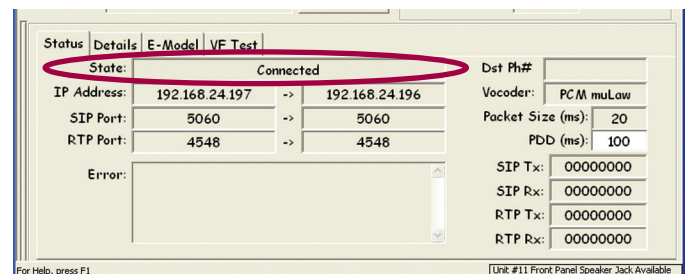 Status Details E-Model VF Test
State: Connected
IP Address: 192.168.24.197 -> 192.168.24.196
SIP Port: 5060 -> 5060
RTP Port: 4548 -> 4548
Error:
Dst Ph#
Vocoder: PCM muLaw
Packet Size (ms): 20
PDD (ms): 100
SIP Tx: 00000000
SIP Rx: 00000000
RTP Tx: 00000000
RTP Rx: 00000000
For Help, press F1
Unit #11 Front Panel Speaker Jack Available